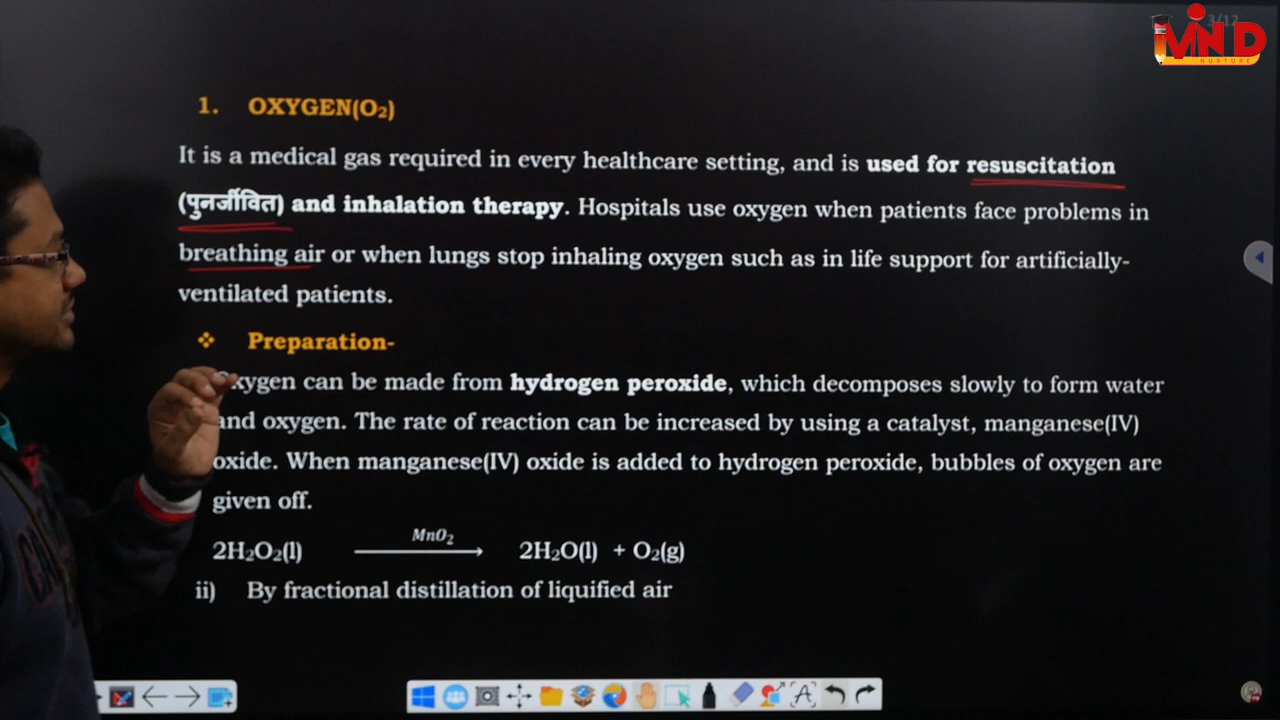 3/12
MIND
NURTURE
1. OXYGEN(O₂)
It is a medical gas required in every healthcare setting, and is used for resuscitation
(पुनर्जीवित) and inhalation therapy. Hospitals use oxygen when patients face problems in
breathing air or when lungs stop inhaling oxygen such as in life support for artificially-
ventilated patients.
❖ Preparation-
Oxygen can be made from hydrogen peroxide, which decomposes slowly to form water
and oxygen. The rate of reaction can be increased by using a catalyst, manganese(IV)
oxide. When manganese(IV) oxide is added to hydrogen peroxide, bubbles of oxygen are
given off.
MnO₂
2H₂O₂(l) ⟶ 2H₂O(l) + O₂(g)
ii) By fractional distillation of liquified air